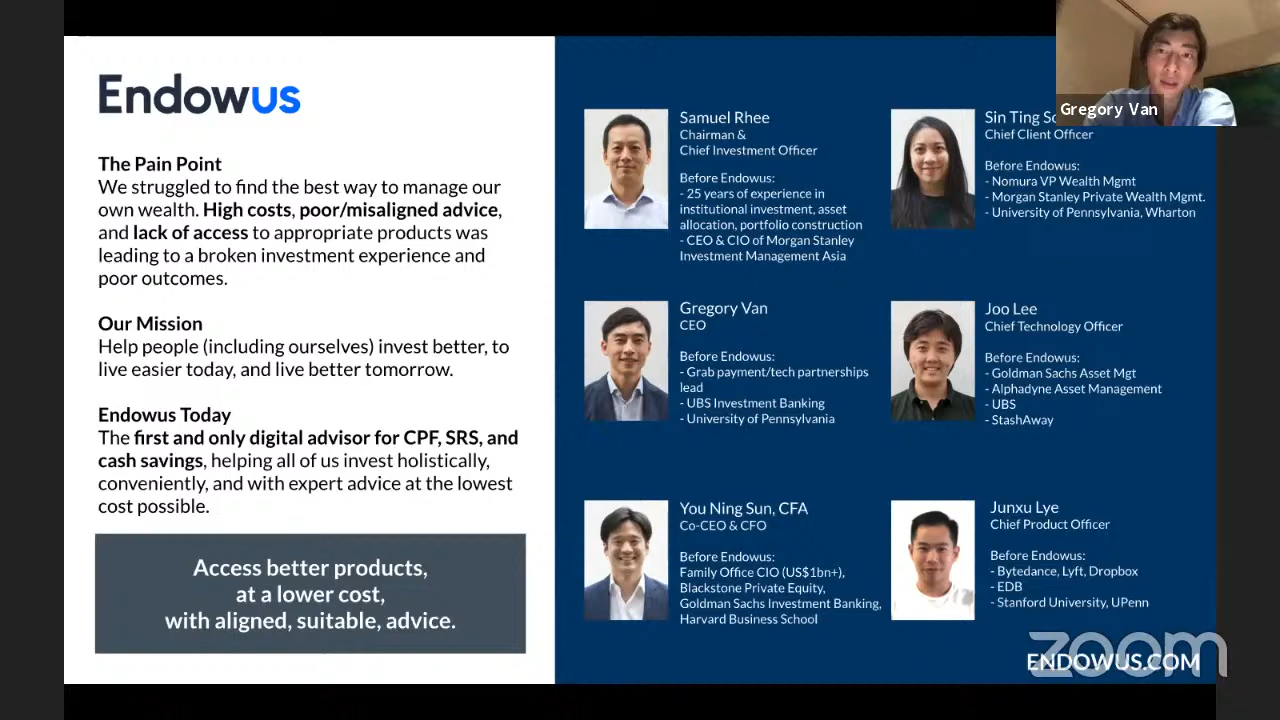 Endowus
The Pain Point
We struggled to find the best way to manage our
own wealth. High costs, poor/misaligned advice,
and lack of access to appropriate products was
leading to a broken investment experience and
poor outcomes.
Our Mission
Help people (including ourselves) invest better, to
live easier today, and live better tomorrow.
Endowus Today
The first and only digital advisor for CPF, SRS, and
cash savings, helping all of us invest holistically,
conveniently, and with expert advice at the lowest
cost possible.
Access better products,
at a lower cost,
with aligned, suitable, advice.
Samuel Rhee
Chairman &
Chief Investment Officer
Before Endowus:
- 25 years of experience in
institutional investment, asset
allocation, portfolio construction
- CEO & CIO of Morgan Stanley
Investment Management Asia
Sin Ting
Chief Client Officer
Before Endowus:
- Nomura VP Wealth Mgmt
- Morgan Stanley Private Wealth Mgmt.
- University of Pennsylvania, Wharton
Gregory Van
CEO
Before Endowus:
- Grab payment/tech partnerships
lead
- UBS Investment Banking
- University of Pennsylvania
Joo Lee
Chief Technology Officer
Before Endowus:
- Goldman Sachs Asset Mgt
- Alphadyne Asset Management
- UBS
- StashAway
You Ning Sun, CFA
Co-CEO & CFO
Before Endowus:
Family Office CIO (US$1bn+),
Blackstone Private Equity,
Goldman Sachs Investment Banking,
Harvard Business School
Junxu Lye
Chief Product Officer
Before Endowus:
- Bytedance, Lyft, Dropbox
- EDB
- Stanford University, UPenn
ENDOWUS.COM
zoom
Gregory Van